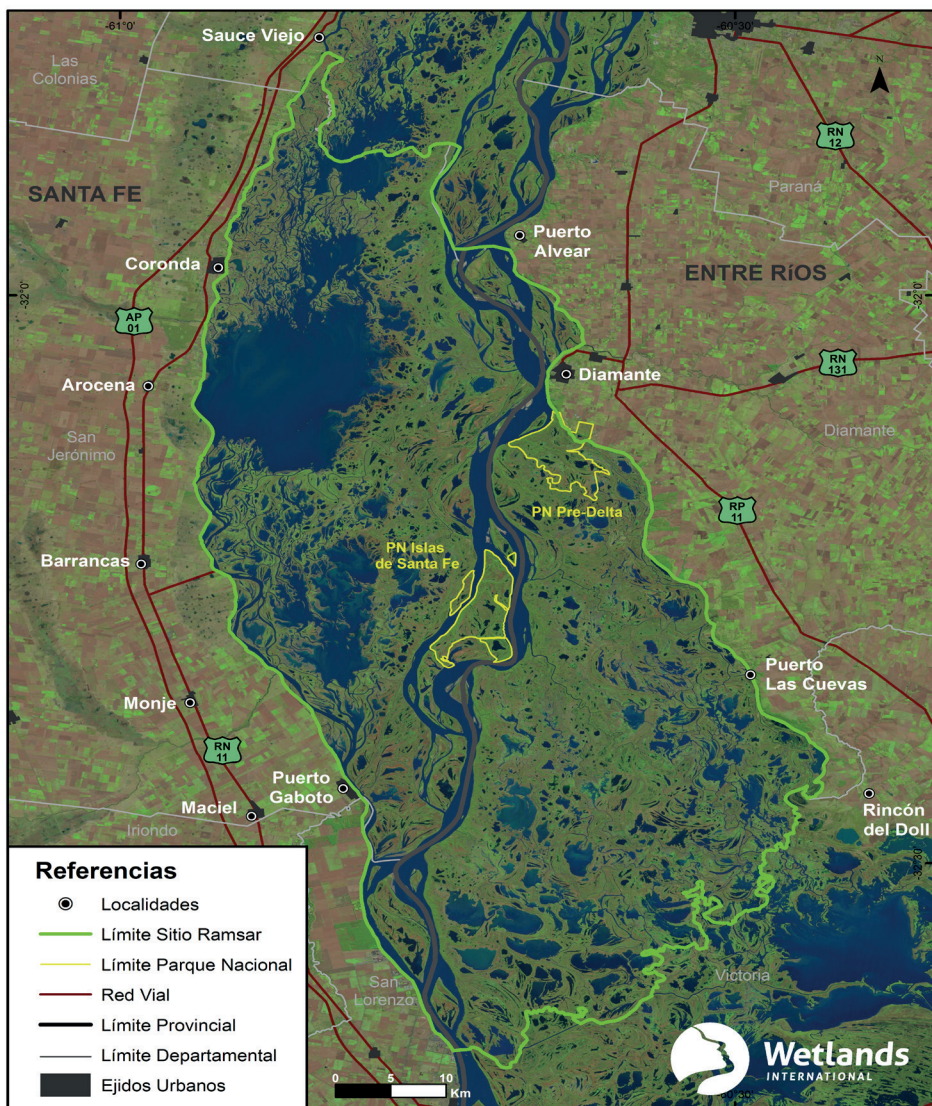 -61°0'
-60°30'
Sauce Viejo
Las
Colonias
N
RN
12
SANTA FE
Paraná
Puerto
Alvear
Coronda
ENTRE RíOS
-32°0'
-32°0'
AP
01
RN
131
Arocena
Diamante
San
Jerónimo
Diamante
RP
11
PN Pre-Delta
PN Islas
de Santa Fe
Barrancas
Puerto
Las Cuevas
Monje
RN
11
Puerto
Gaboto
Maciel
Rincón
del Doll
Iriondo
-32°30'
Referencias
Localidades
Límite Sitio Ramsar
Límite Parque Nacional
Red Vial
Límite Provincial
Límite Departamental
Ejidos Urbanos
San
Lorenzo
Victoria
0 5 10
Km
Wetlands
INTERNATIONAL